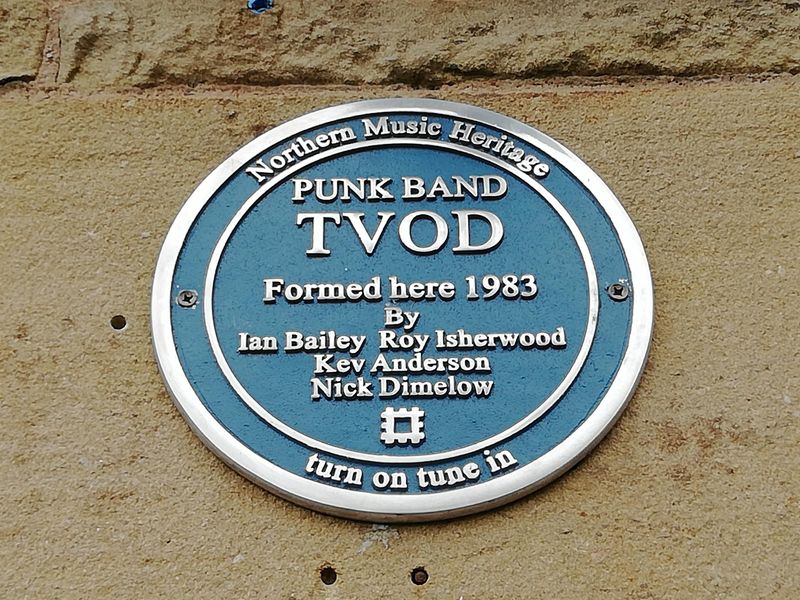 Northern Music Heritage
PUNK BAND
TVOD
Formed here 1983
By
Ian Bailey Roy Isherwood
Kev Anderson
Nick Dimelow
turn on tune in